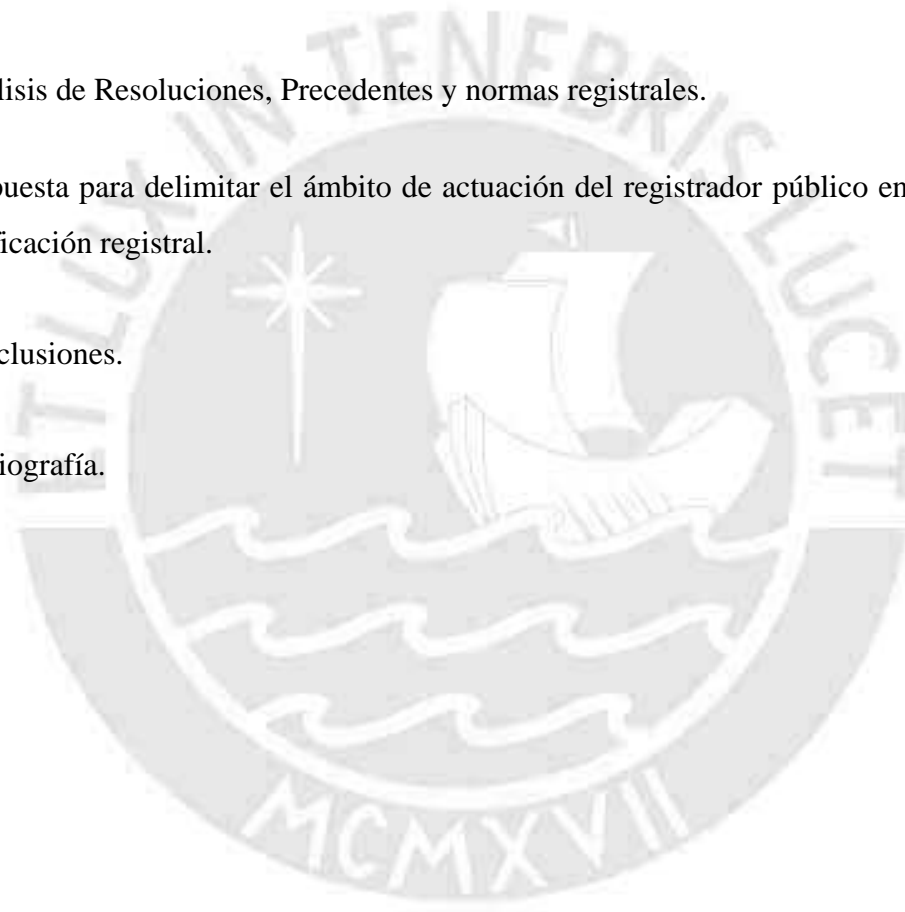 lisis de Resoluciones, Precedentes y normas registrales.
puesta para delimitar el ámbito de actuación del registrador público en
ficación registral.
clusiones.
iografía.
ET LUX IN TENEBRIS LUCET
MCMXVII